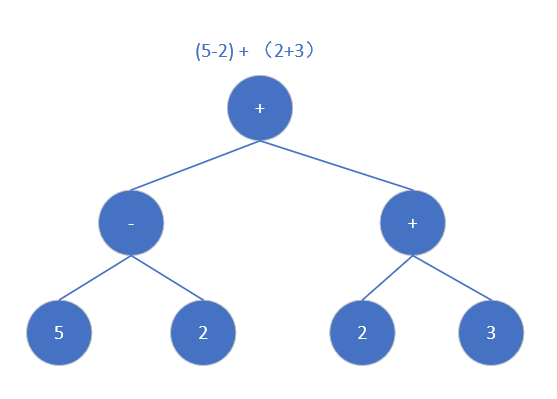 (5-2) + （2+3）
+
- +
5 2 2 3